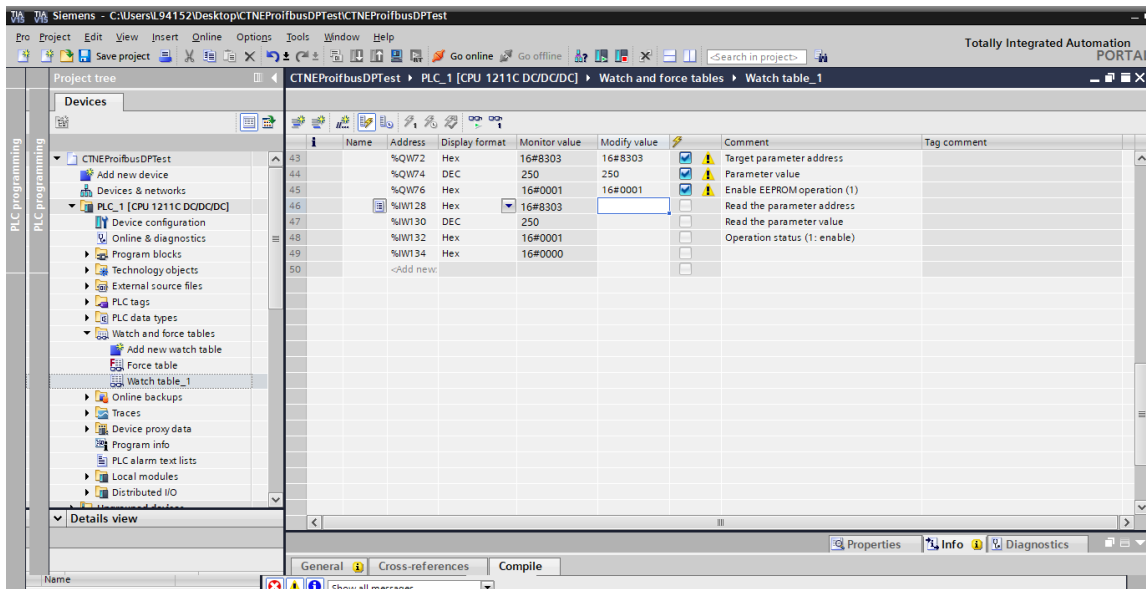 Siemens - C:\Users\L94152\Desktop\CTNEProifbusDPTest\CTNEProifbusDPTest
Pro Project Edit View Insert Online Options Tools Window Help
Save project Go online Go offline <Search in project>
Totally Integrated Automation
PORTAL
Project tree
CTNEProifbusDPTest PLC_1 [CPU 1211C DC/DC/DC] Watch and force tables Watch table_1
Devices
PLC programming
PLC programming
CTNEProifbusDPTest
Add new device
Devices & networks
PLC_1 [CPU 1211C DC/DC/DC]
Device configuration
Online & diagnostics
Program blocks
Technology objects
External source files
PLC tags
PLC data types
Watch and force tables
Add new watch table
Force table
Watch table_1
Online backups
Traces
Device proxy data
Program info
PLC alarm text lists
Local modules
Distributed I/O
Details view
Name
i Name Address Display format Monitor value Modify value Comment Tag comment
43 %QW72 Hex 16#8303 16#8303 Target parameter address
44 %QW74 DEC 250 250 Parameter value
45 %QW76 Hex 16#0001 16#0001 Enable EEPROM operation (1)
46 %IW128 Hex 16#8303 Read the parameter address
47 %IW130 DEC 250 Read the parameter value
48 %IW132 Hex 16#0001 Operation status (1: enable)
49 %IW134 Hex 16#0000
50 <Add new>
Properties Info Diagnostics
General Cross-references Compile
Show all messages